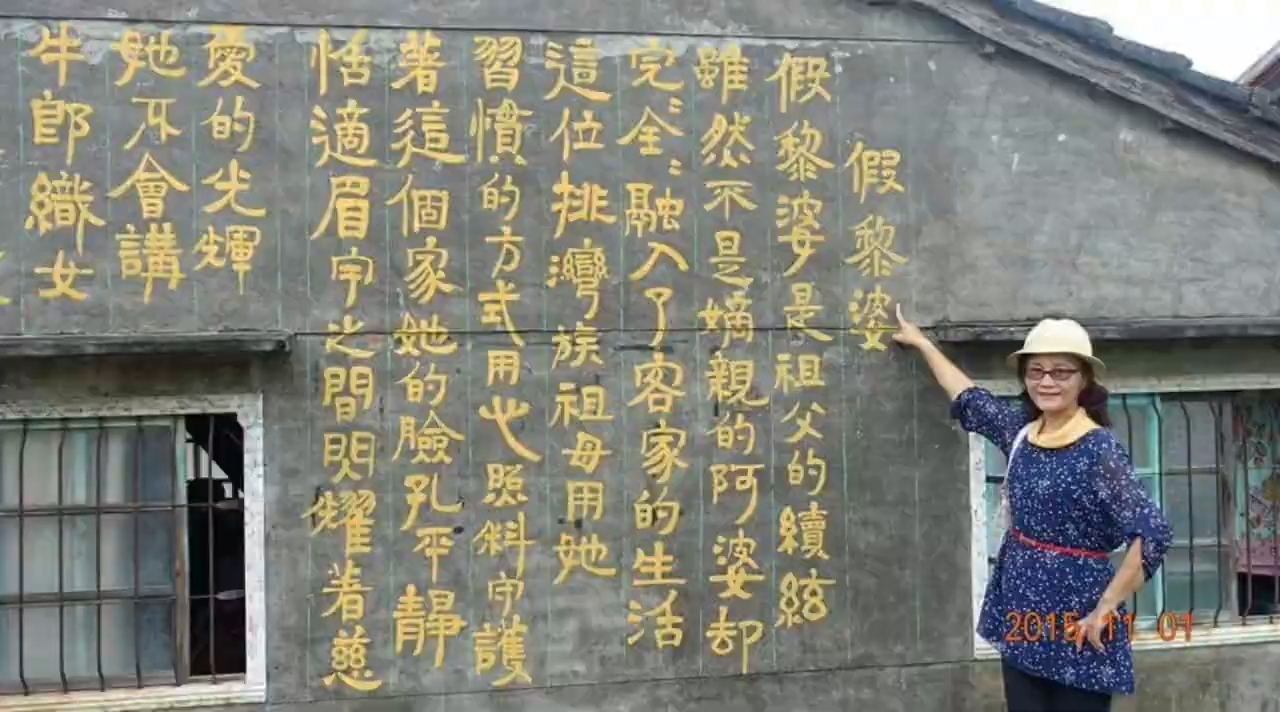 假黎婆
假黎婆是祖父的續絃
雖然不是嫡親的阿婆却
完完全全融入了客家的生活
這位排灣族祖母用她
習慣的方式用心照料守護
著這個家她的臉孔平靜
恬適眉宇之間閃耀着慈
愛的光輝
她不會講
牛郎織女
2015 11 01